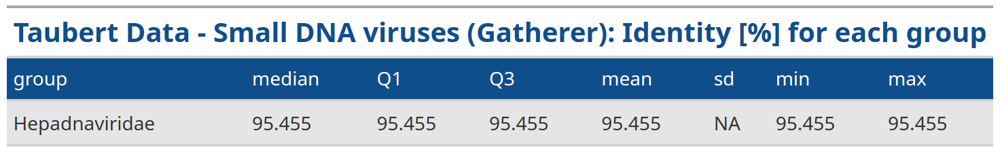 Taubert Data - Small DNA viruses (Gatherer): Identity [%] for each group
group median Q1 Q3 mean sd min max
Hepadnaviridae 95.455 95.455 95.455 95.455 NA 95.455 95.455